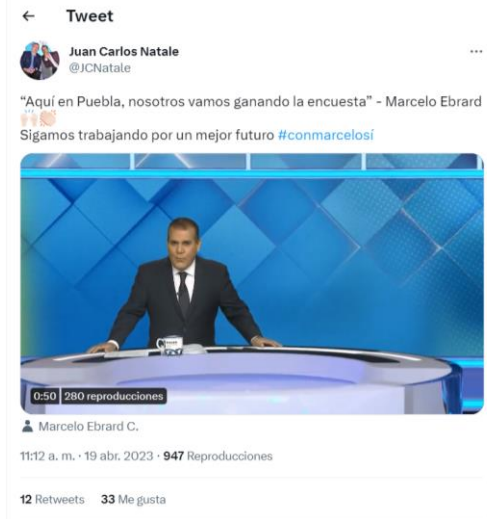 Tweet
Juan Carlos Natale
@JCNatale
“Aquí en Puebla, nosotros vamos ganando la encuesta” - Marcelo Ebrard
🙌🏻👏🏻
Sigamos trabajando por un mejor futuro #conmarcelosí
0:50 280 reproducciones
Marcelo Ebrard C.
11:12 a. m. · 19 abr. 2023 · 947 Reproducciones
12 Retweets 33 Me gusta